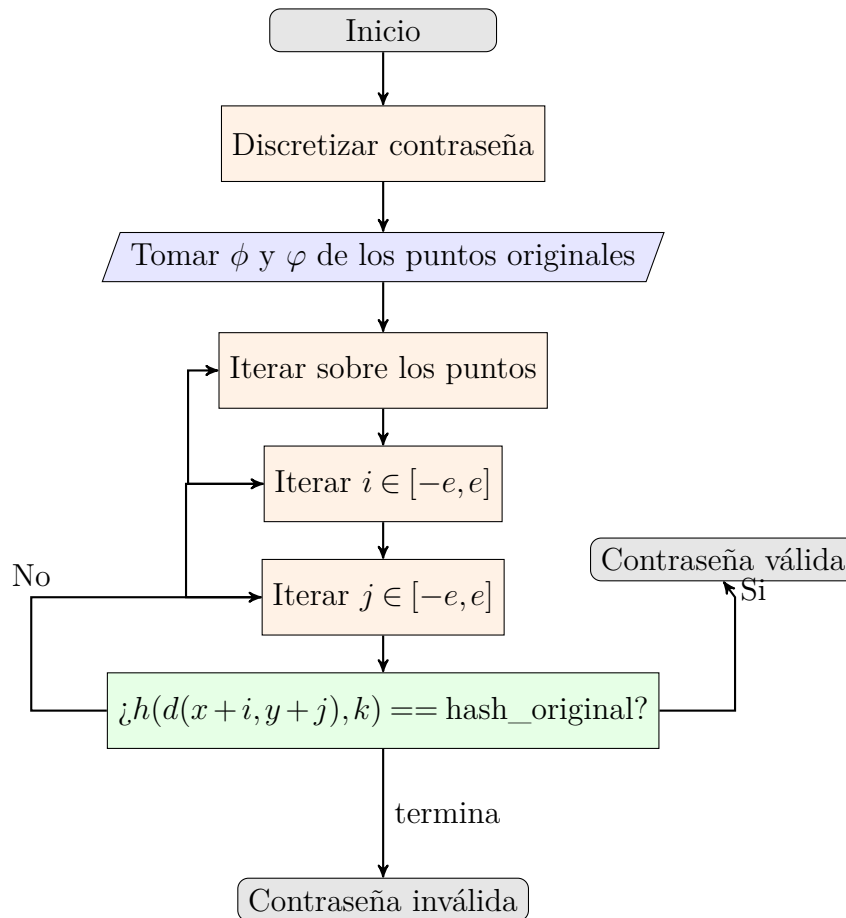 Inicio
Discretizar contraseña
Tomar ϕ y φ de los puntos originales
Iterar sobre los puntos
Iterar i ∈ [−e, e]
Contraseña válida
No
Iterar j ∈ [−e, e]
Si
¿h(d(x+i, y+j), k) == hash_original?
termina
Contraseña inválida